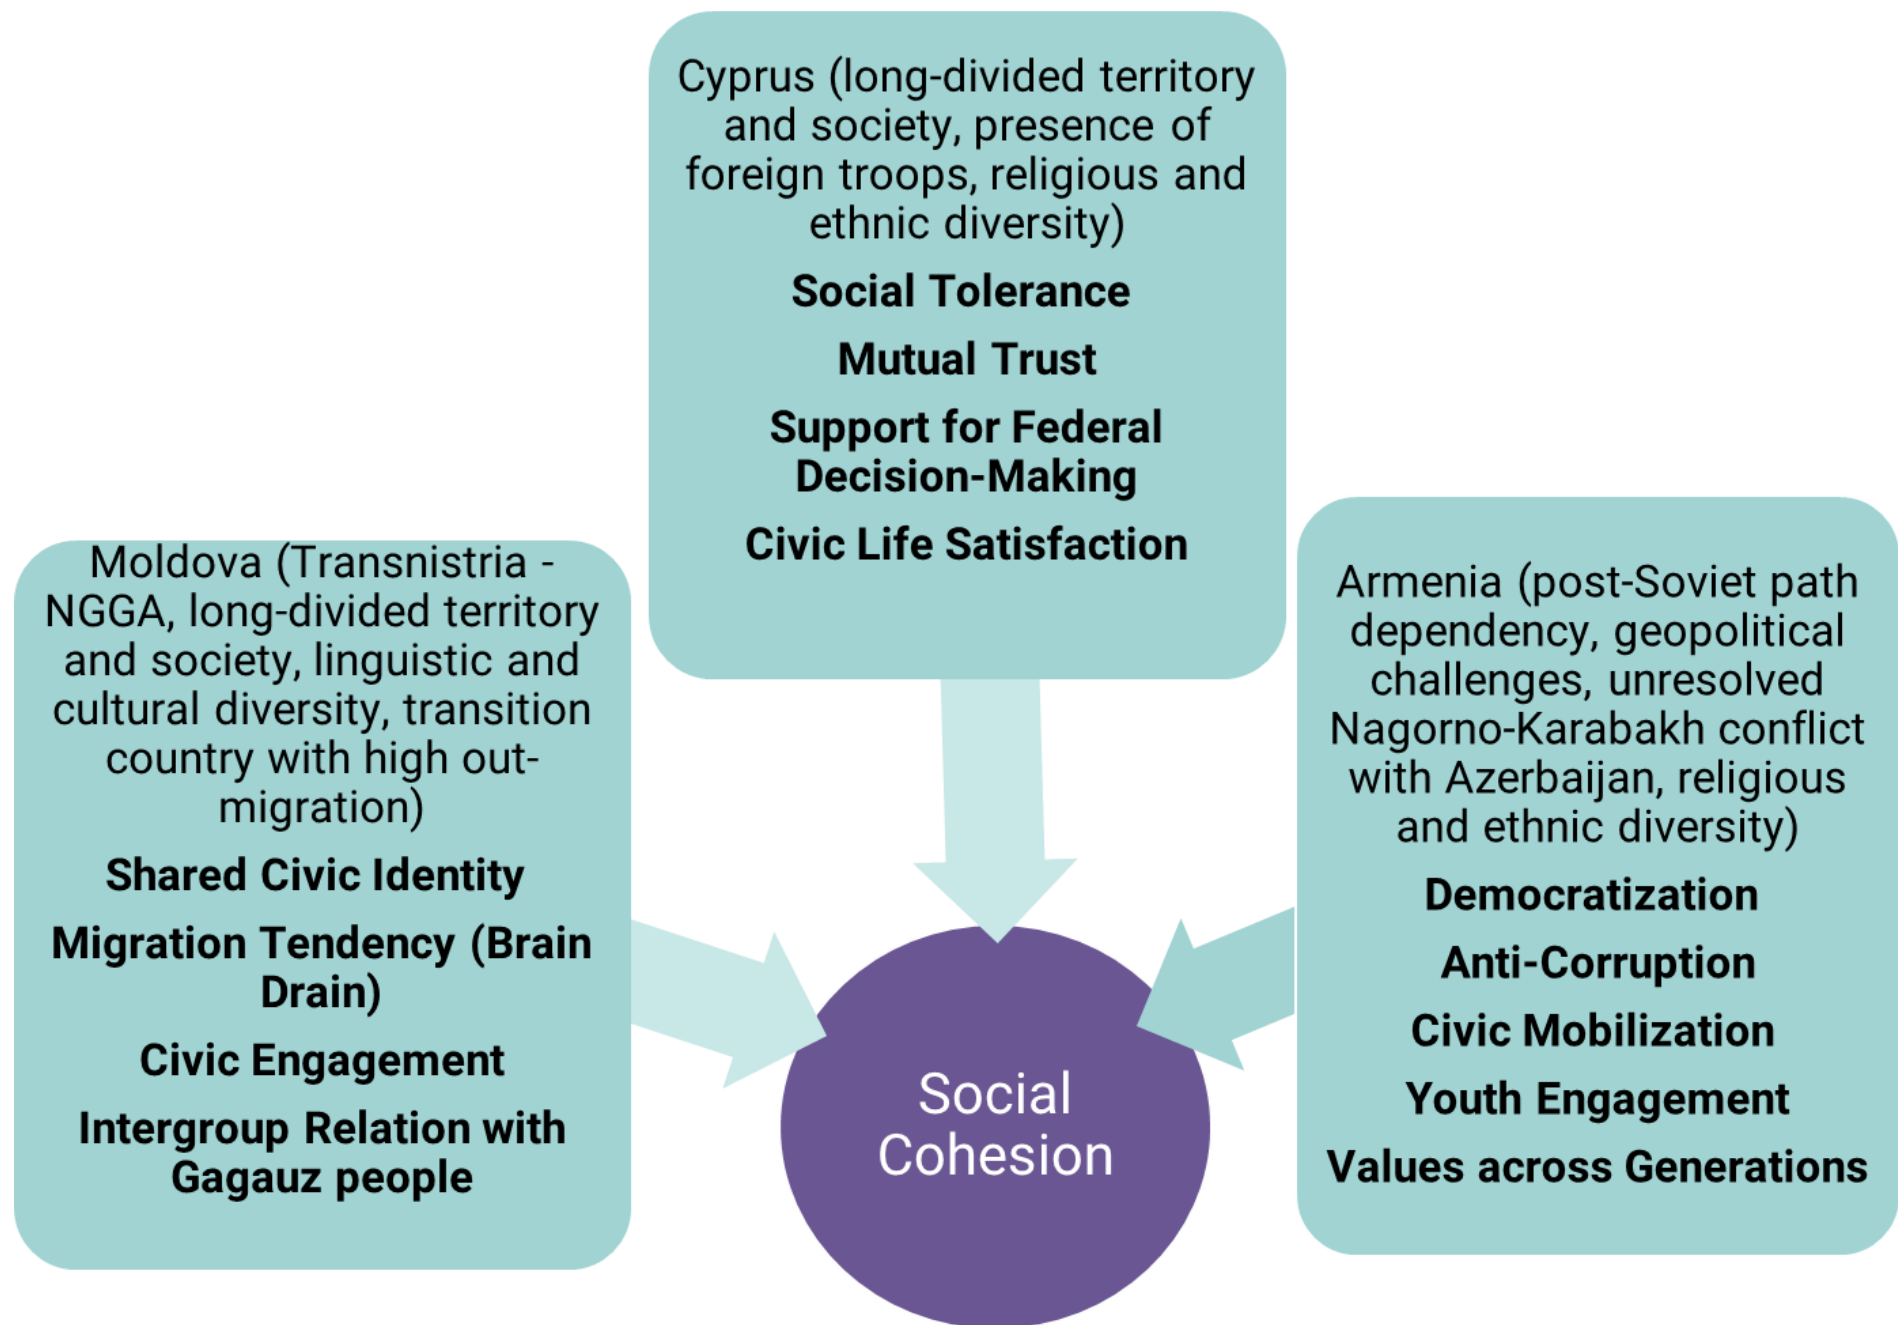 Cyprus (long-divided territory
and society, presence of
foreign troops, religious and
ethnic diversity)
Social Tolerance
Mutual Trust
Support for Federal
Decision-Making
Civic Life Satisfaction
Moldova (Transnistria -
NGGA, long-divided territory
and society, linguistic and
cultural diversity, transition
country with high out-
migration)
Shared Civic Identity
Migration Tendency (Brain
Drain)
Civic Engagement
Intergroup Relation with
Gagauz people
Armenia (post-Soviet path
dependency, geopolitical
challenges, unresolved
Nagorno-Karabakh conflict
with Azerbaijan, religious
and ethnic diversity)
Democratization
Anti-Corruption
Civic Mobilization
Youth Engagement
Values across Generations
Social
Cohesion